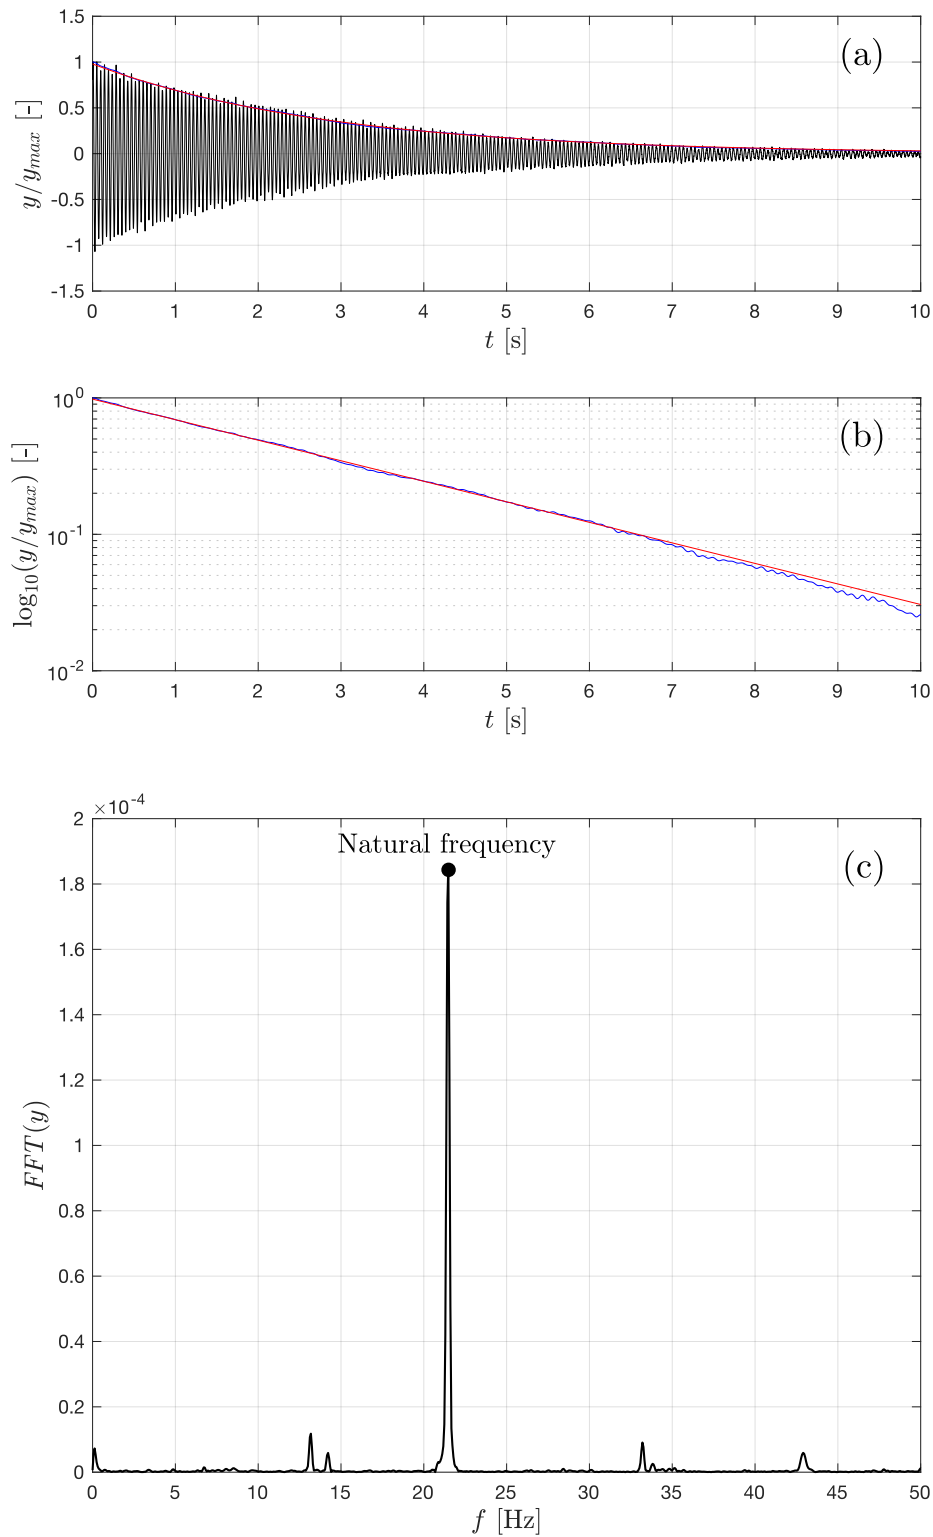 (a)
y/y_max [-]
1.5
1
0.5
0
-0.5
-1
-1.5
0 1 2 3 4 5 6 7 8 9 10
t [s]
(b)
log₁₀(y/y_max) [-]
10⁰
10⁻¹
10⁻²
0 1 2 3 4 5 6 7 8 9 10
t [s]
×10⁻⁴
Natural frequency
(c)
FFT(y)
2
1.8
1.6
1.4
1.2
1
0.8
0.6
0.4
0.2
0
0 5 10 15 20 25 30 35 40 45 50
f [Hz]